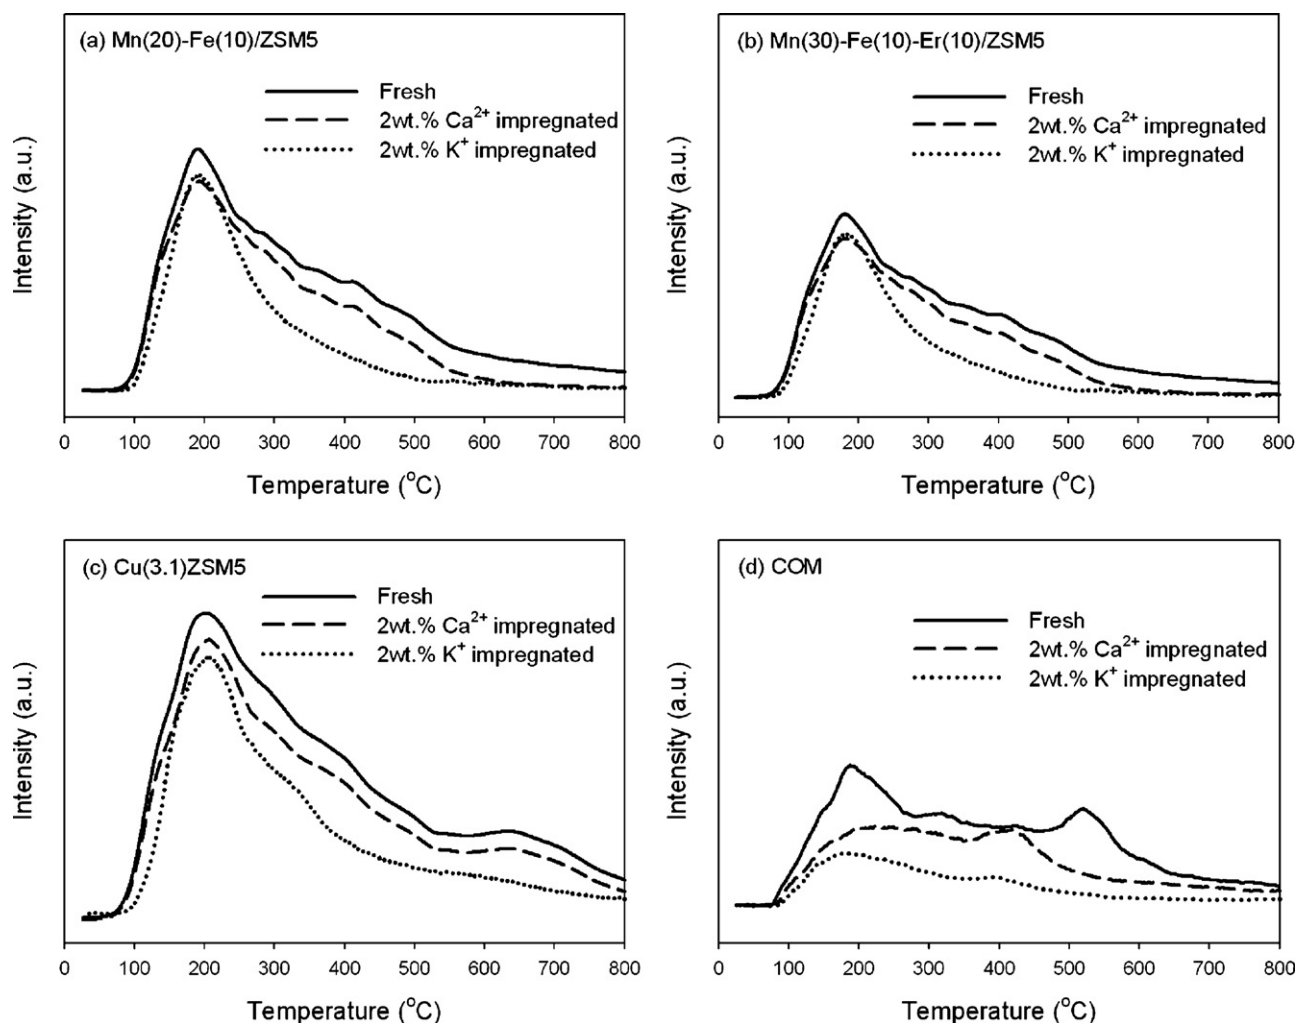 (a) Mn(20)-Fe(10)/ZSM5
Fresh
2wt.% Ca²⁺ impregnated
2wt.% K⁺ impregnated
Intensity (a.u.)
0 100 200 300 400 500 600 700 800
Temperature (°C)
(b) Mn(30)-Fe(10)-Er(10)/ZSM5
Fresh
2wt.% Ca²⁺ impregnated
2wt.% K⁺ impregnated
Intensity (a.u.)
0 100 200 300 400 500 600 700 800
Temperature (°C)
(c) Cu(3.1)ZSM5
Fresh
2wt.% Ca²⁺ impregnated
2wt.% K⁺ impregnated
Intensity (a.u.)
0 100 200 300 400 500 600 700 800
Temperature (°C)
(d) COM
Fresh
2wt.% Ca²⁺ impregnated
2wt.% K⁺ impregnated
Intensity (a.u.)
0 100 200 300 400 500 600 700 800
Temperature (°C)